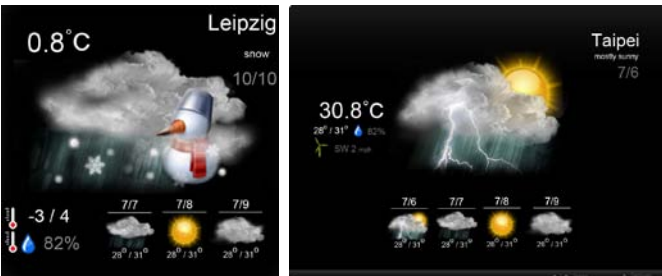 Leipzig
0.8°C
snow
10/10
-3 / 4
82%
7/7 7/8 7/9
28°/31° 28°/31° 28°/31°
Taipei
mostly sunny
7/6
30.8°C
28°/31° 82%
SW 2 mph
7/6 7/7 7/8 7/9
28°/31° 28°/31° 28°/31° 28°/31°